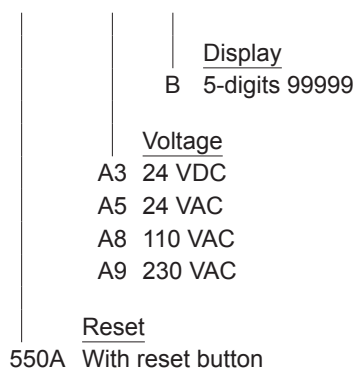 Display
B 5-digits 99999
Voltage
A3 24 VDC
A5 24 VAC
A8 110 VAC
A9 230 VAC
Reset
550A With reset button